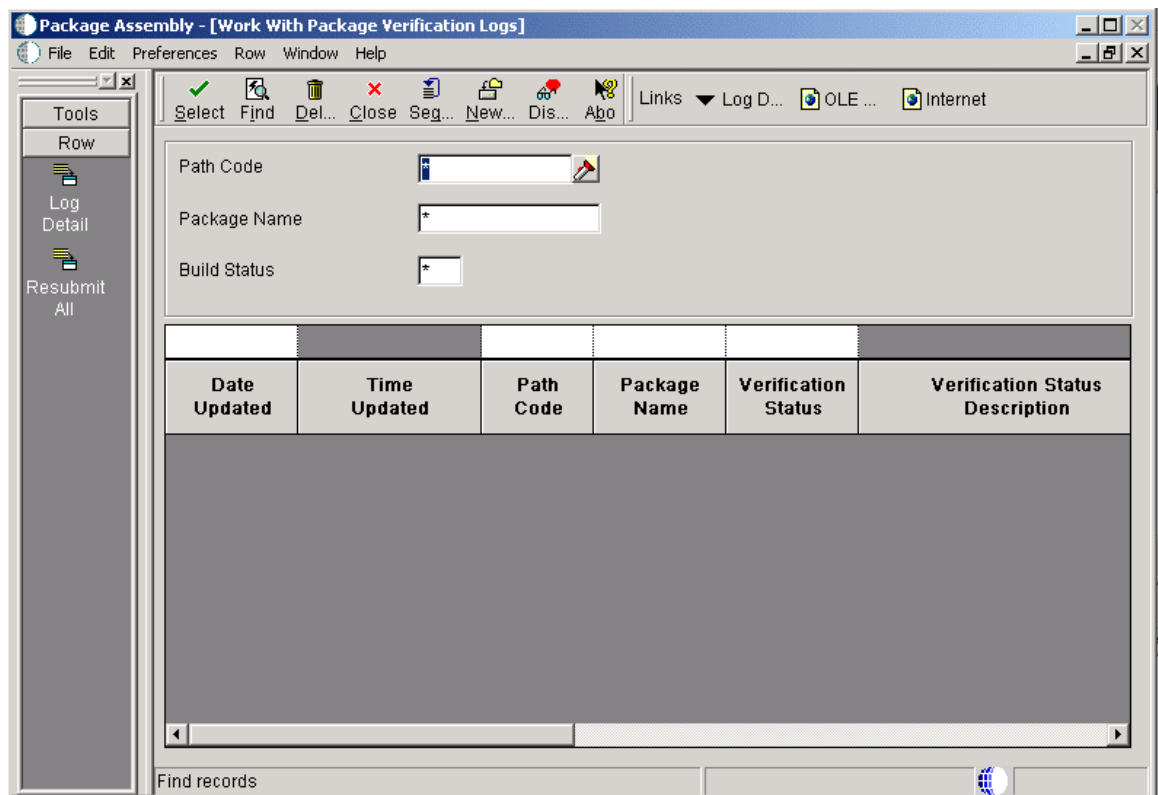 Package Assembly - [Work With Package Verification Logs]
File Edit Preferences Row Window Help
Tools
Row
Log
Detail
Resubmit
All
Select Find Del... Close Seq... New... Dis... Abo
Links Log D... OLE ... Internet
Path Code *
Package Name *
Build Status *
Date Updated Time Updated Path Code Package Name Verification Status Verification Status Description
Find records